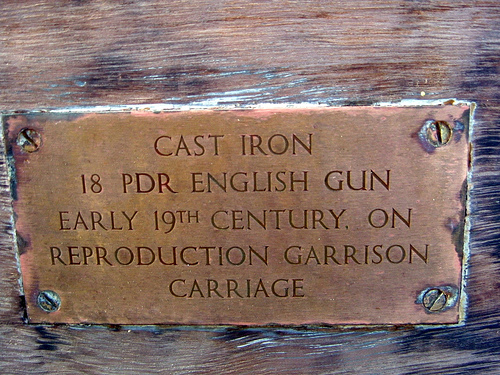 CAST IRON
18 PDR ENGLISH GUN
EARLY 19TH CENTURY, ON
REPRODUCTION GARRISON
CARRIAGE